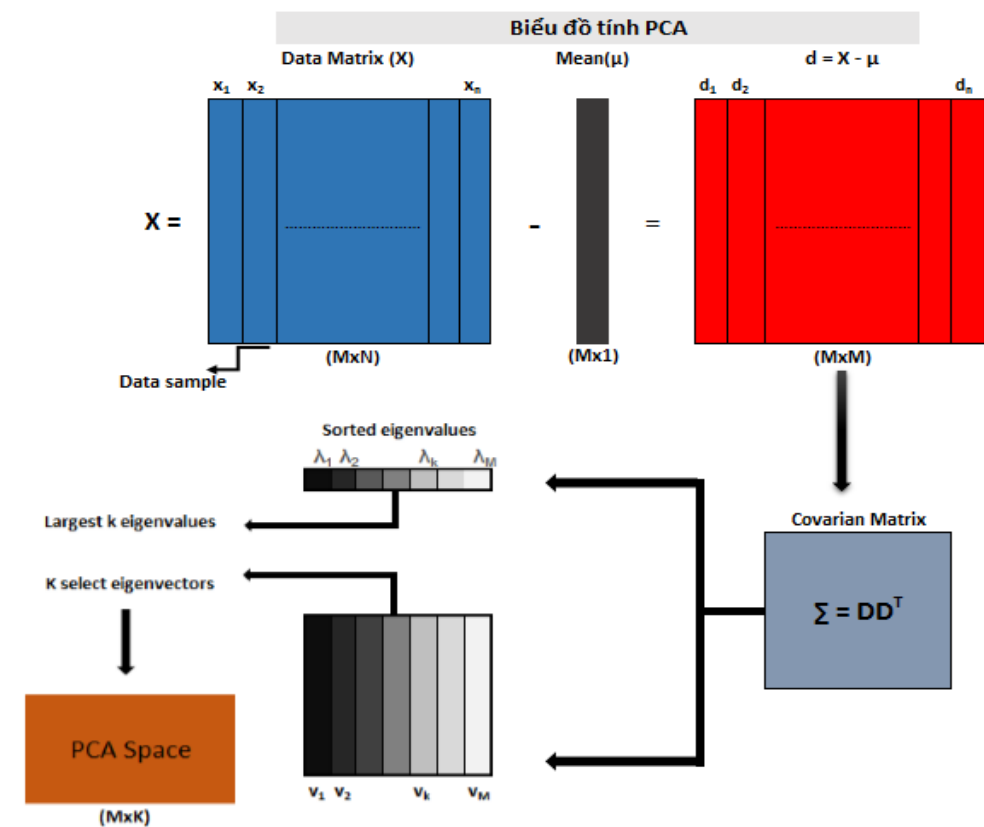 Biểu đồ tính PCA
Data Matrix (X) Mean(μ) d = X - μ
x₁ x₂ xₙ d₁ d₂ dₙ
X = - =
(MxN) (Mx1) (MxM)
Data sample
Sorted eigenvalues
λ₁ λ₂ λₖ λM
Largest k eigenvalues
Covarian Matrix
K select eigenvectors
∑ = DDᵀ
PCA Space
v₁ v₂ vₖ vM
(MxK)